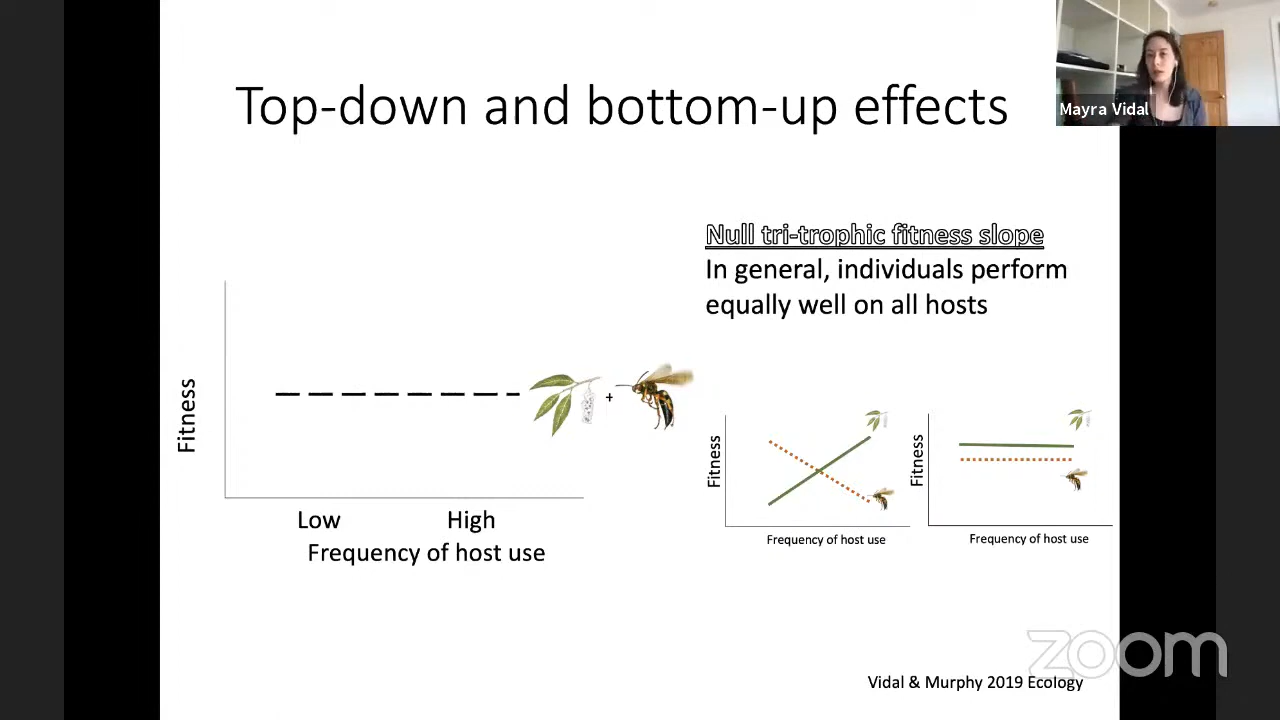 Top-down and bottom-up effects
Mayra Vidal
Null tri-trophic fitness slope
In general, individuals perform
equally well on all hosts
Fitness
+
Low High
Frequency of host use
Fitness
Frequency of host use
Fitness
Frequency of host use
zoom
Vidal & Murphy 2019 Ecology